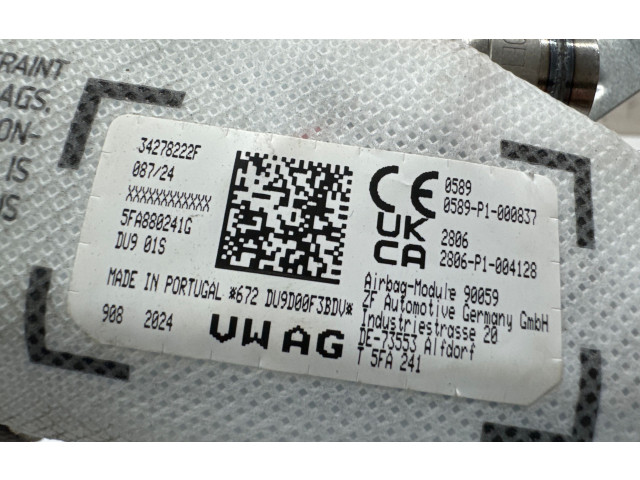 RAINT
AGS,
ON-
IS
S
34278222F
087/24
XXXXXXXXXXX
5FA880241G
DU9 01S
MADE IN PORTUGAL *672 DU9D00F3BDV*
908 2024
VW AG
CE 0589
0589-P1-000837
UK
CA 2806
2806-P1-004128
Airbag-Module 90059
ZF Automotive Germany GmbH
Industriestrasse 20
DE-73553 Alfdorf
T 5FA 241